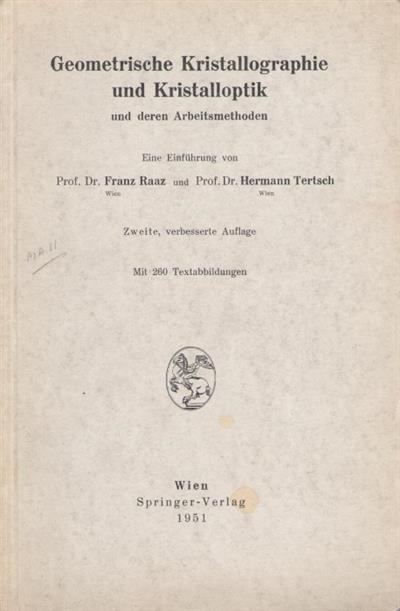 Geometrische Kristallographie
und Kristalloptik
und deren Arbeitsmethoden
Eine Einführung von
Prof. Dr. Franz Raaz und Prof. Dr. Hermann Tertsch
Wien Wien
Zweite, verbesserte Auflage
Mit 260 Textabbildungen
Wien
Springer-Verlag
1951